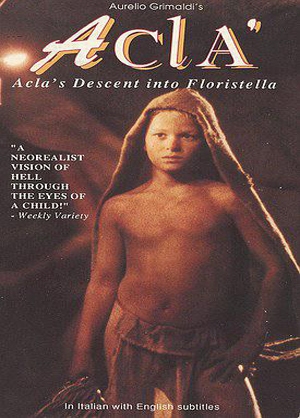 Aurelio Grimaldi's
ACLA'
Acla's Descent into Floristella
"A
NEOREALIST
VISION OF
HELL
THROUGH
THE EYES OF
A CHILD!"
- Weekly Variety
In Italian with English subtitles